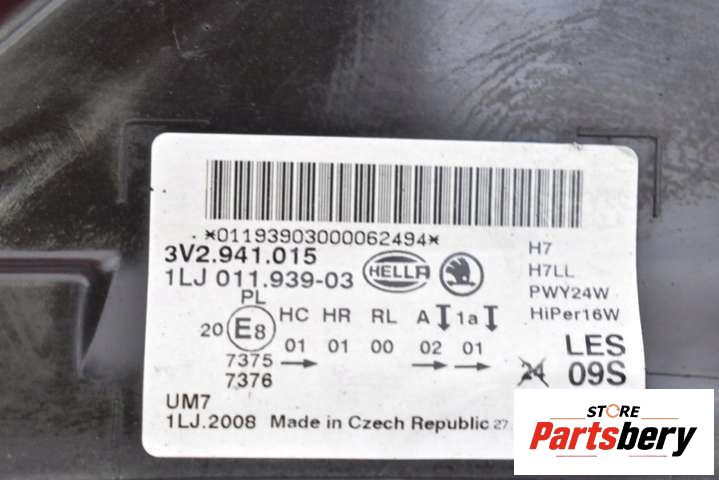 *01193903000062494*
3V2.941.015
1LJ 011.939-03 HELLA
H7
H7LL
PWY24W
HiPer16W
PL
HC HR RL A 1a
20 E8
01 → 01 00 02 → 01 →
7375
7376
LES
24 09S
UM7
1LJ.2008 Made in Czech Republic 27.
STORE
Partsbery